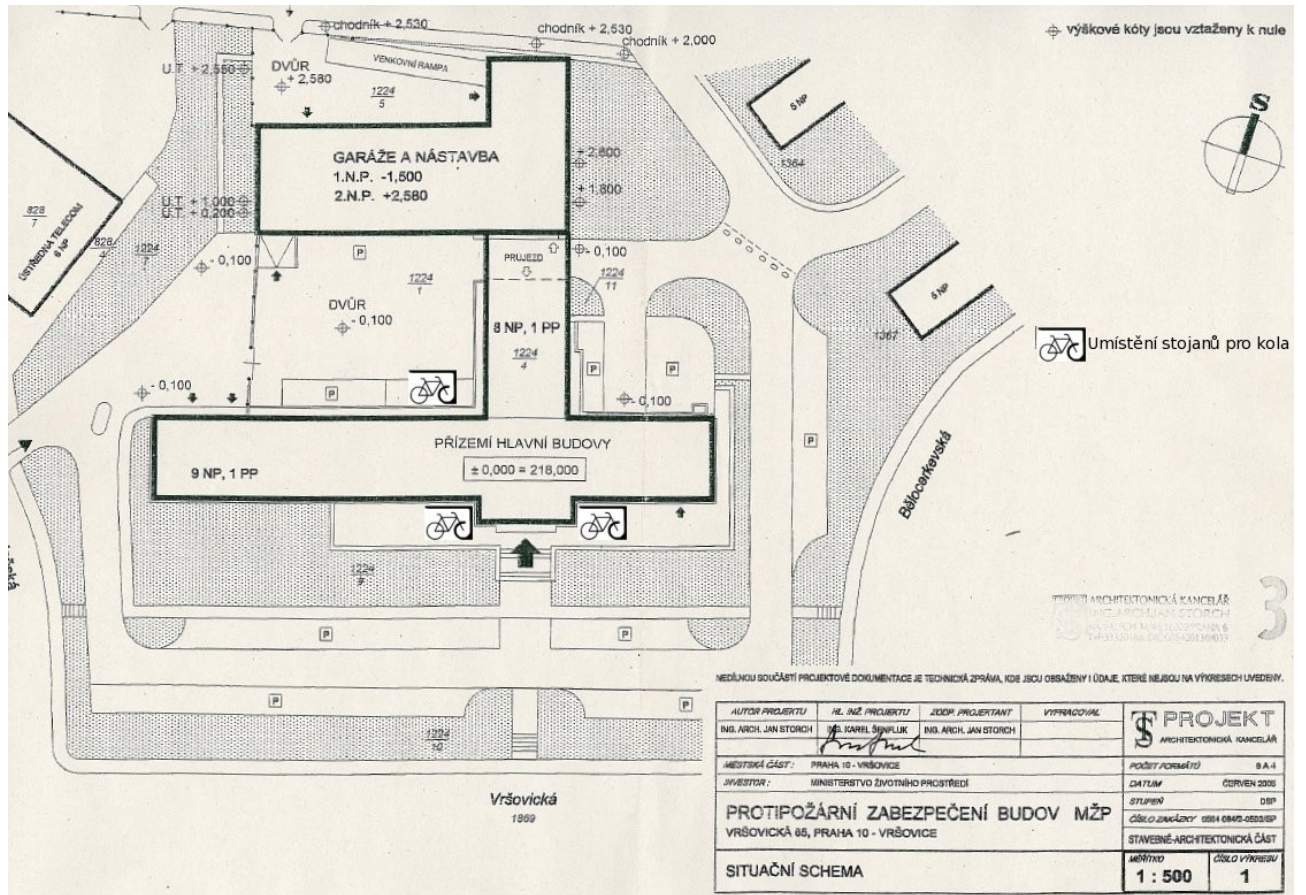 chodník + 2,530
chodník + 2,530
chodník + 2,000
výškové kóty jsou vztaženy k nule
S
U.T. + 2,550
DVŮR
+ 2,580
VENKOVNÍ RAMPA
1224
5
5 NP
1364
GARÁŽE A NÁSTAVBA
1.N.P. -1,500
2.N.P. +2,580
+ 2,600
+ 1,800
828
7
ÚSTŘEDNA TELECOM
6 NP
828
4
1224
7
U.T. + 1,000
U.T. + 0,200
- 0,100
P
1224
1
DVŮR
- 0,100
PRŮJEZD
- 0,100
1224
11
5 NP
1367
8 NP, 1 PP
1224
4
Umístění stojanů pro kola
- 0,100
P
P
P
- 0,100
P
PŘÍZEMÍ HLAVNÍ BUDOVY
± 0,000 = 218,000
9 NP, 1 PP
Bělocerkevská
1224
9
P
P
P
P
1224
10
Vršovická
1869
ARCHITEKTONICKÁ KANCELÁŘ
ING. ARCH. JAN STORCH
3
NEDÍLNOU SOUČÁSTÍ PROJEKTOVÉ DOKUMENTACE JE TECHNICKÁ ZPRÁVA, KDE JSOU OBSAŽENY I ÚDAJE, KTERÉ NEJSOU NA VÝKRESECH UVEDENY.
AUTOR PROJEKTU HL. INŽ. PROJEKTU ZODP. PROJEKTANT VYPRACOVAL
ING. ARCH. JAN STORCH ING. KAREL ŠENFLUK ING. ARCH. JAN STORCH
PROJEKT
ARCHITEKTONICKÁ KANCELÁŘ
MĚSTSKÁ ČÁST : PRAHA 10 - VRŠOVICE
POČET FORMÁTŮ 8 A 4
INVESTOR : MINISTERSTVO ŽIVOTNÍHO PROSTŘEDÍ
DATUM ČERVEN 2005
PROTIPOŽÁRNÍ ZABEZPEČENÍ BUDOV MŽP
VRŠOVICKÁ 65, PRAHA 10 - VRŠOVICE
STUPEŇ DSP
ČÍSLO ZAKÁZKY
STAVEBNĚ-ARCHITEKTONICKÁ ČÁST
SITUAČNÍ SCHEMA
MĚŘÍTKO
1 : 500
ČÍSLO VÝKRESU
1